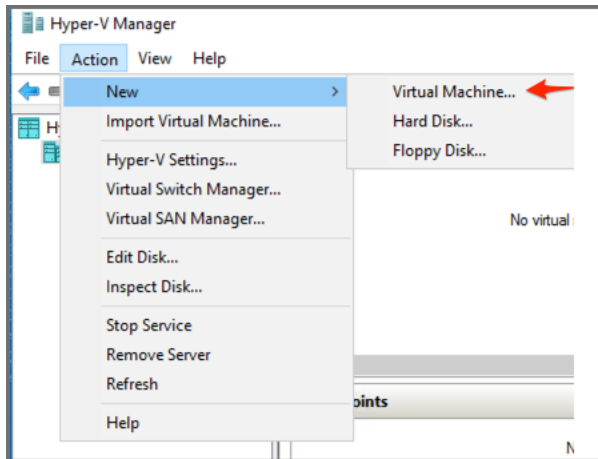 Hyper-V Manager
File Action View Help
New >
Virtual Machine...
Hard Disk...
Floppy Disk...
Import Virtual Machine...
Hyper-V Settings...
Virtual Switch Manager...
Virtual SAN Manager...
No virtual
Edit Disk...
Inspect Disk...
Stop Service
Remove Server
Refresh
Help